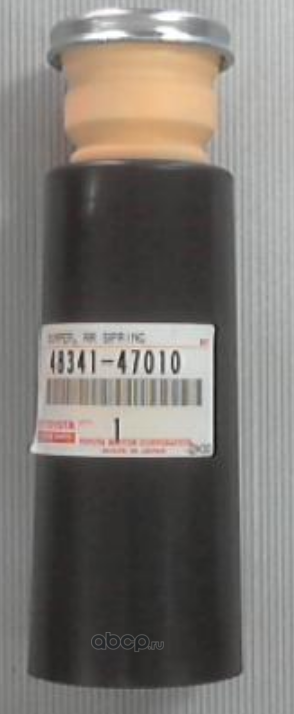 BUMPER, RR SPRING
48341-47010
TOYOTA
1
TOYOTA MOTOR CORPORATION
MADE IN JAPAN
abcp.ru